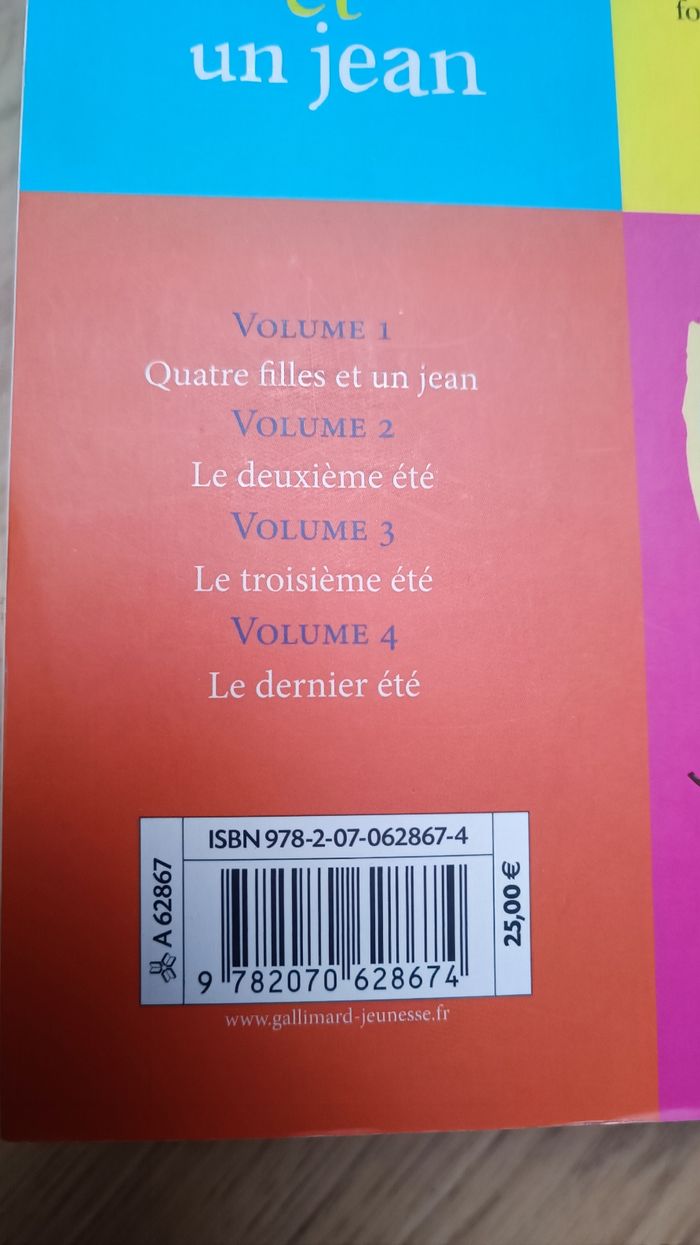 et
un jean
fo
VOLUME 1
Quatre filles et un jean
VOLUME 2
Le deuxième été
VOLUME 3
Le troisième été
VOLUME 4
Le dernier été
ISBN 978-2-07-062867-4
A 62867
25,00 €
9 782070 628674
www.gallimard-jeunesse.fr